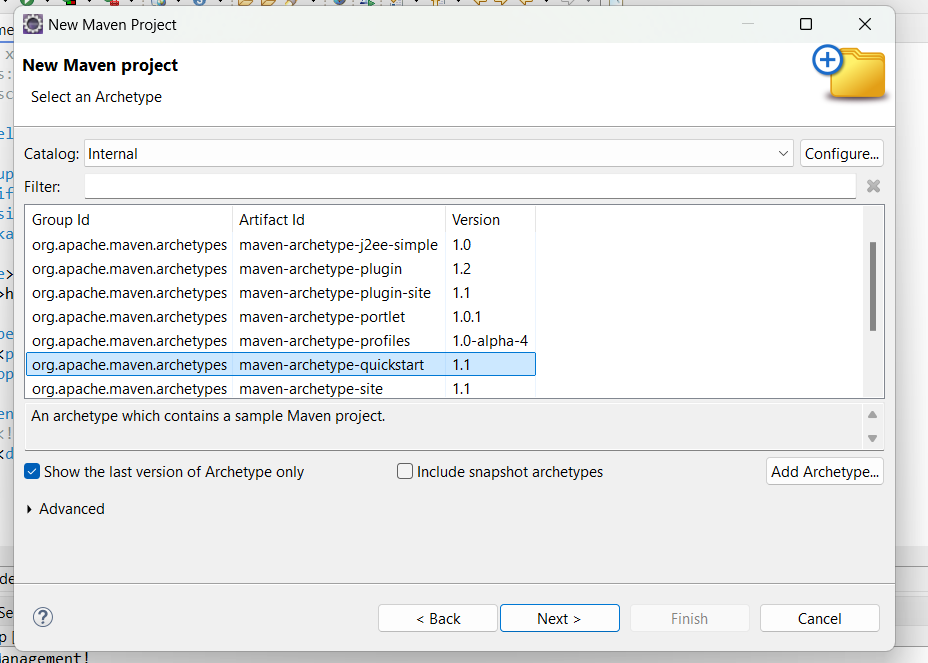 New Maven Project
New Maven project
Select an Archetype
Catalog: Internal Configure...
Filter:
Group Id Artifact Id Version
org.apache.maven.archetypes maven-archetype-j2ee-simple 1.0
org.apache.maven.archetypes maven-archetype-plugin 1.2
org.apache.maven.archetypes maven-archetype-plugin-site 1.1
org.apache.maven.archetypes maven-archetype-portlet 1.0.1
org.apache.maven.archetypes maven-archetype-profiles 1.0-alpha-4
org.apache.maven.archetypes maven-archetype-quickstart 1.1
org.apache.maven.archetypes maven-archetype-site 1.1
An archetype which contains a sample Maven project.
Show the last version of Archetype only Include snapshot archetypes Add Archetype...
Advanced
? < Back Next > Finish Cancel
anagement!